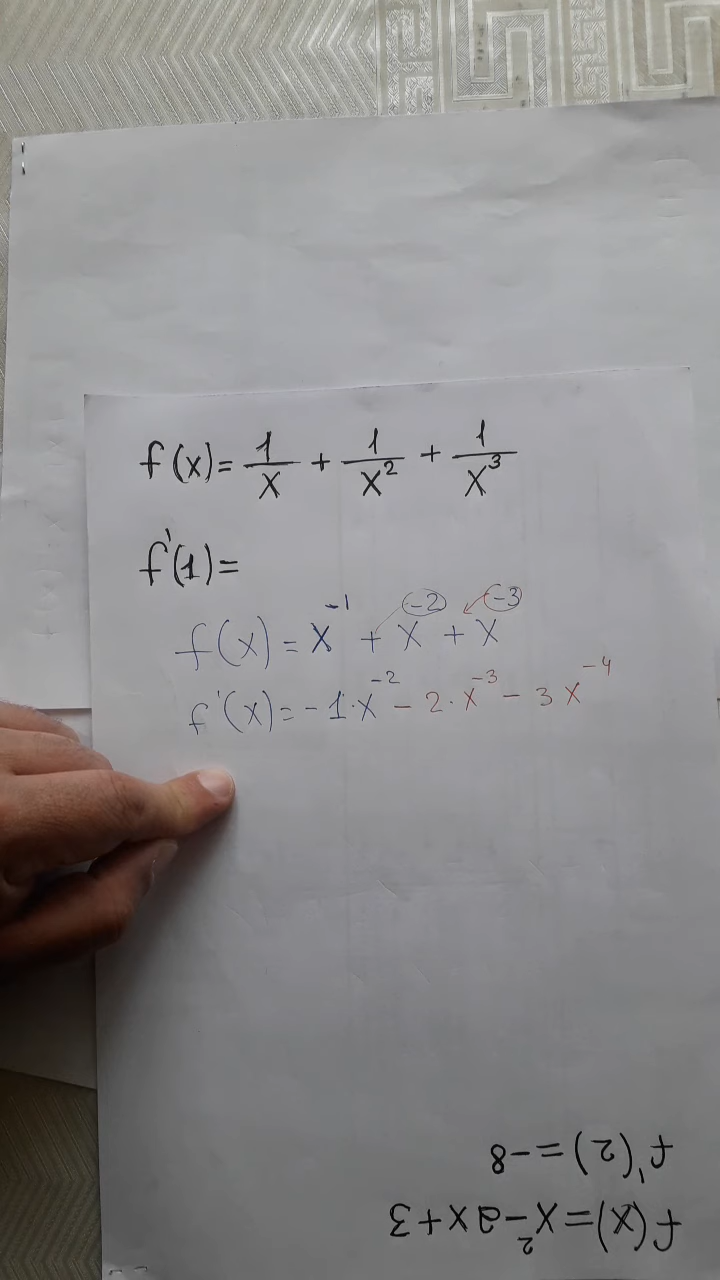 f(x)= 1/x + 1/x² + 1/x³
f'(1)=
f(x)=x⁻¹+x⁻²+x⁻³
f'(x)=-1·x⁻²-2·x⁻³-3x⁻⁴
f(x)=x²-ax+3
f'(2)=-8